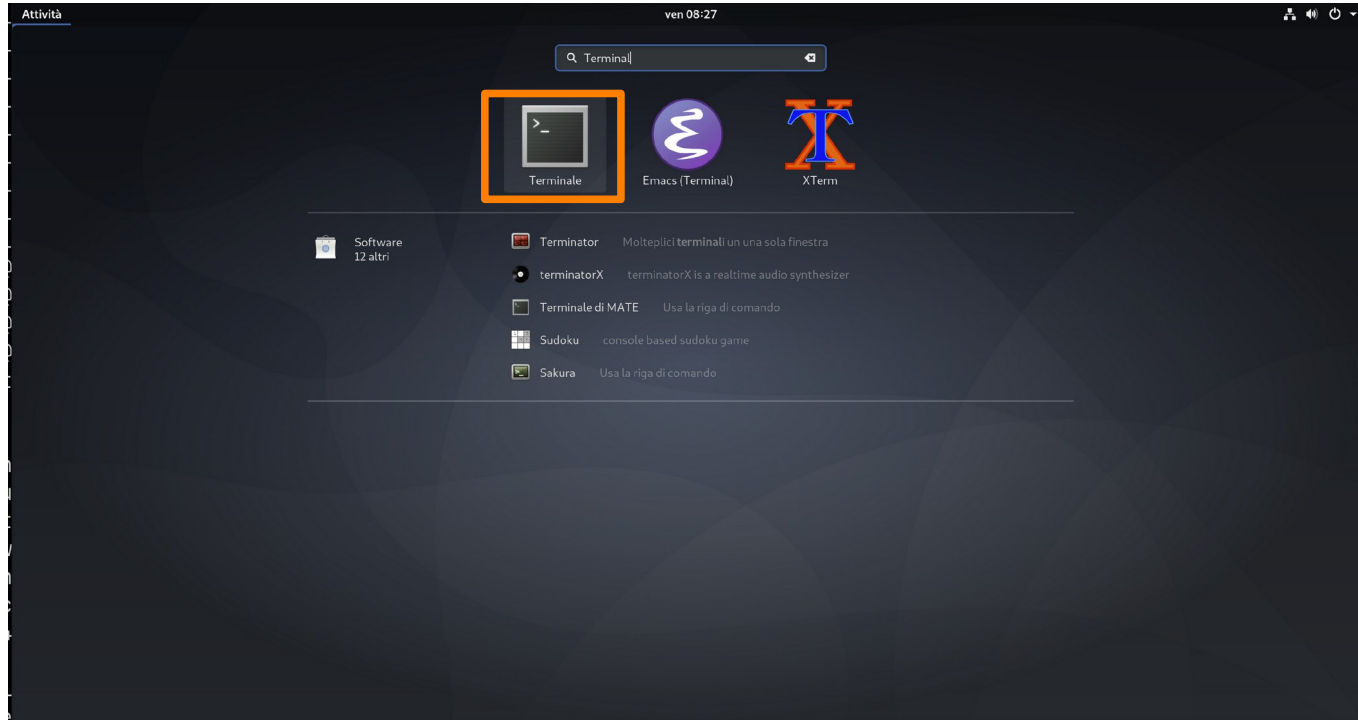 Attività
ven 08:27
Terminal
Terminale
Emacs (Terminal)
XTerm
Software
12 altri
Terminator Molteplici terminali un una sola finestra
terminatorX terminatorX is a realtime audio synthesizer
Terminale di MATE Usa la riga di comando
Sudoku console based sudoku game
Sakura Usa la riga di comando